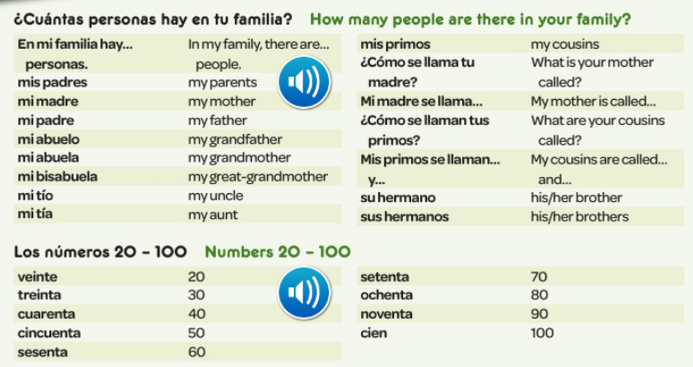 ¿Cuántas personas hay en tu familia? How many people are there in your family?
En mi familia hay... In my family, there are...
personas. people.
mis padres my parents
mi madre my mother
mi padre my father
mi abuelo my grandfather
mi abuela my grandmother
mi bisabuela my great-grandmother
mi tío my uncle
mi tía my aunt
mis primos my cousins
¿Cómo se llama tu What is your mother
madre? called?
Mi madre se llama... My mother is called...
¿Cómo se llaman tus What are your cousins
primos? called?
Mis primos se llaman... My cousins are called...
y... and...
su hermano his/her brother
sus hermanos his/her brothers
Los números 20 – 100 Numbers 20 – 100
veinte 20
treinta 30
cuarenta 40
cincuenta 50
sesenta 60
setenta 70
ochenta 80
noventa 90
cien 100